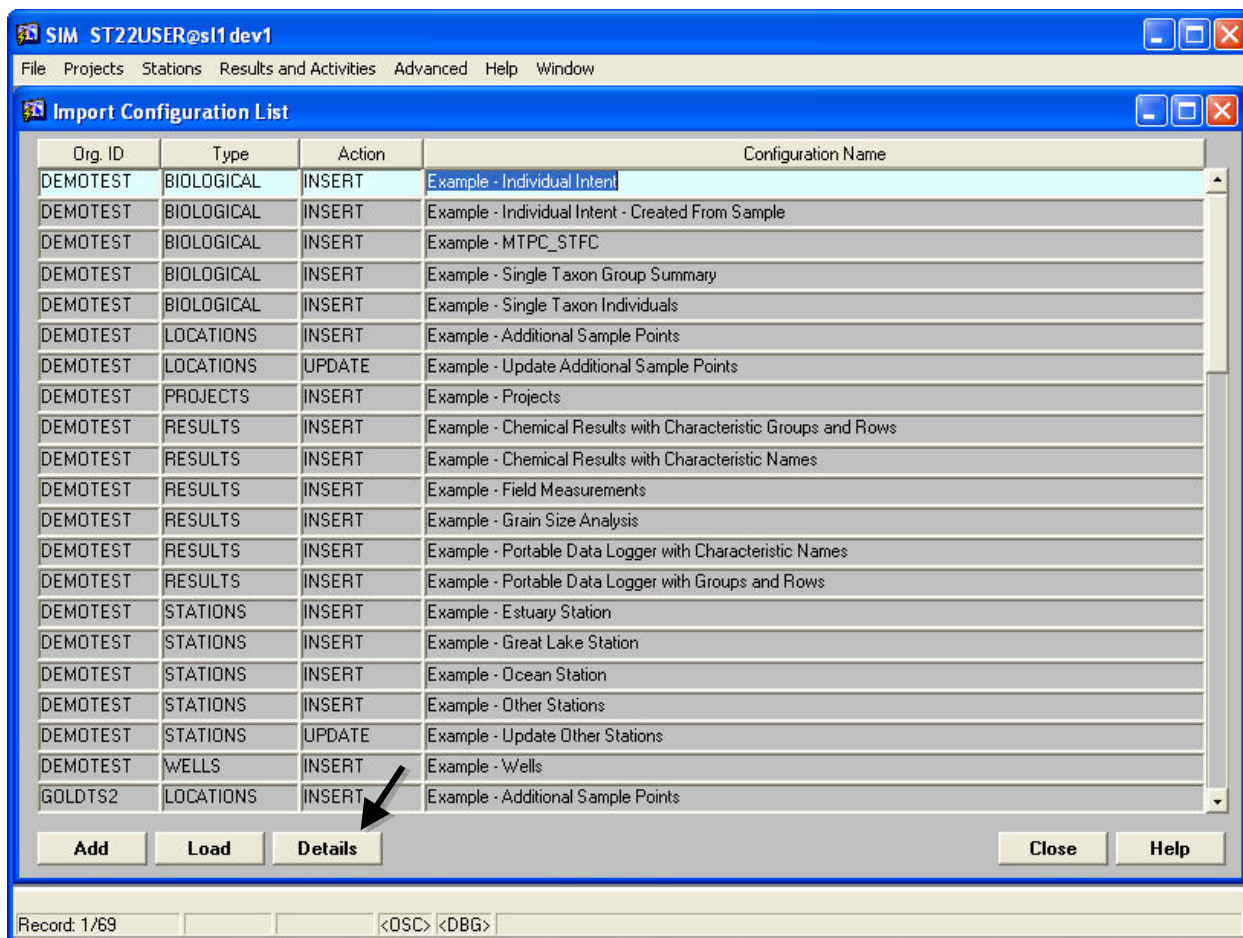 SIM ST22USER@sl1dev1
File Projects Stations Results and Activities Advanced Help Window
Import Configuration List
Org. ID Type Action Configuration Name
DEMOTEST BIOLOGICAL INSERT Example - Individual Intent
DEMOTEST BIOLOGICAL INSERT Example - Individual Intent - Created From Sample
DEMOTEST BIOLOGICAL INSERT Example - MTPC_STFC
DEMOTEST BIOLOGICAL INSERT Example - Single Taxon Group Summary
DEMOTEST BIOLOGICAL INSERT Example - Single Taxon Individuals
DEMOTEST LOCATIONS INSERT Example - Additional Sample Points
DEMOTEST LOCATIONS UPDATE Example - Update Additional Sample Points
DEMOTEST PROJECTS INSERT Example - Projects
DEMOTEST RESULTS INSERT Example - Chemical Results with Characteristic Groups and Rows
DEMOTEST RESULTS INSERT Example - Chemical Results with Characteristic Names
DEMOTEST RESULTS INSERT Example - Field Measurements
DEMOTEST RESULTS INSERT Example - Grain Size Analysis
DEMOTEST RESULTS INSERT Example - Portable Data Logger with Characteristic Names
DEMOTEST RESULTS INSERT Example - Portable Data Logger with Groups and Rows
DEMOTEST STATIONS INSERT Example - Estuary Station
DEMOTEST STATIONS INSERT Example - Great Lake Station
DEMOTEST STATIONS INSERT Example - Ocean Station
DEMOTEST STATIONS INSERT Example - Other Stations
DEMOTEST STATIONS UPDATE Example - Update Other Stations
DEMOTEST WELLS INSERT Example - Wells
GOLDTS2 LOCATIONS INSERT Example - Additional Sample Points
Add Load Details Close Help
Record: 1/69 <OSC> <DBG>